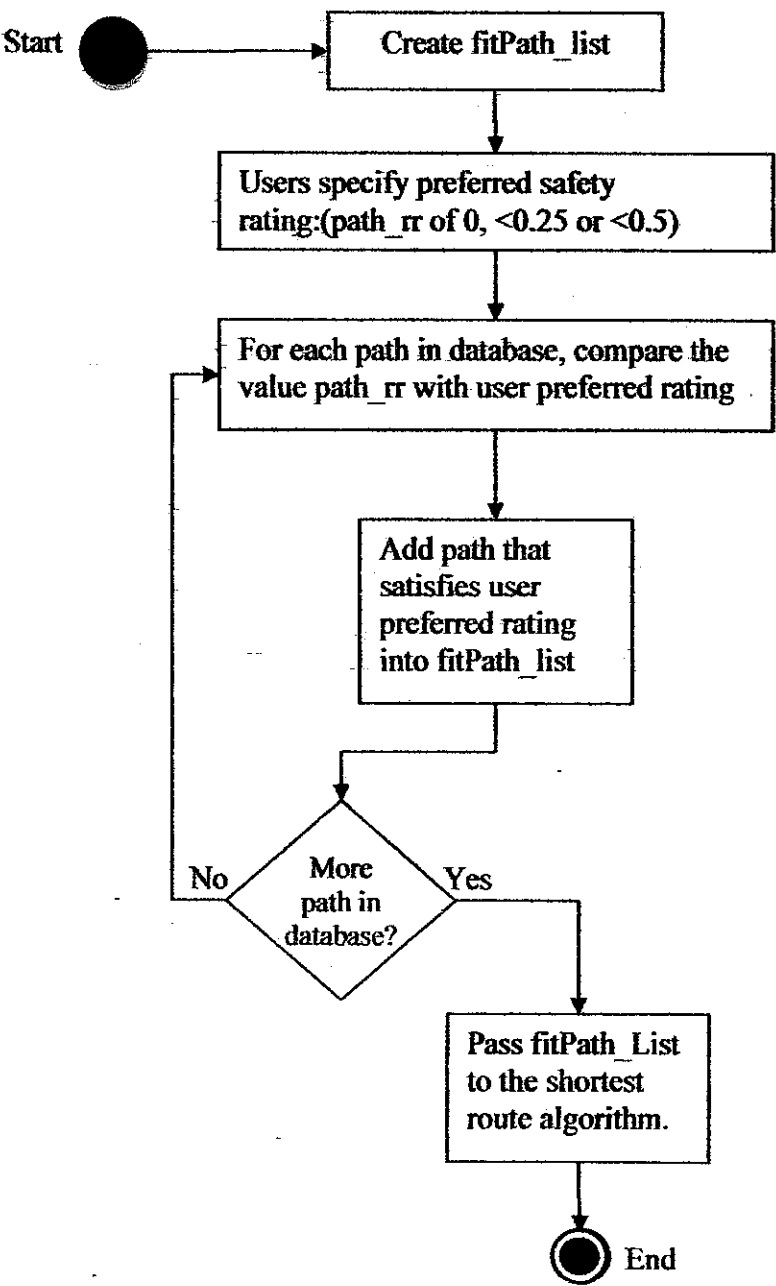 Start
Create fitPath_list
Users specify preferred safety
rating:(path_rr of 0, <0.25 or <0.5)
For each path in database, compare the
value path_rr with user preferred rating
Add path that
satisfies user
preferred rating
into fitPath_list
No
More
path in
database?
Yes
Pass fitPath_List
to the shortest
route algorithm.
End